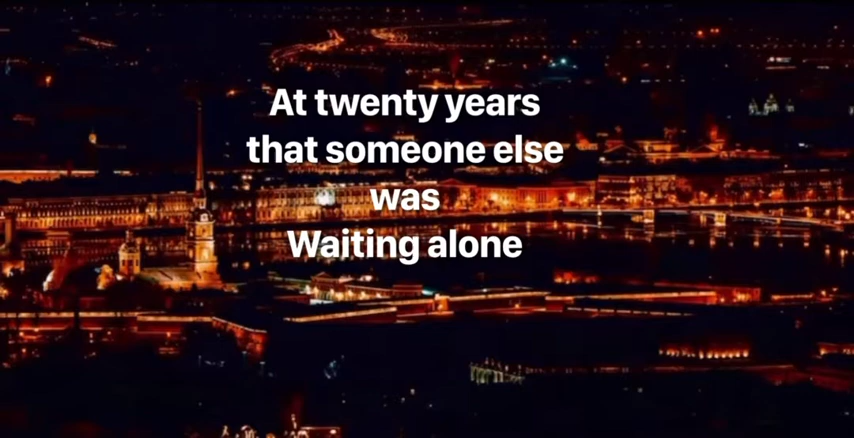 At twenty years
that someone else
was
Waiting alone